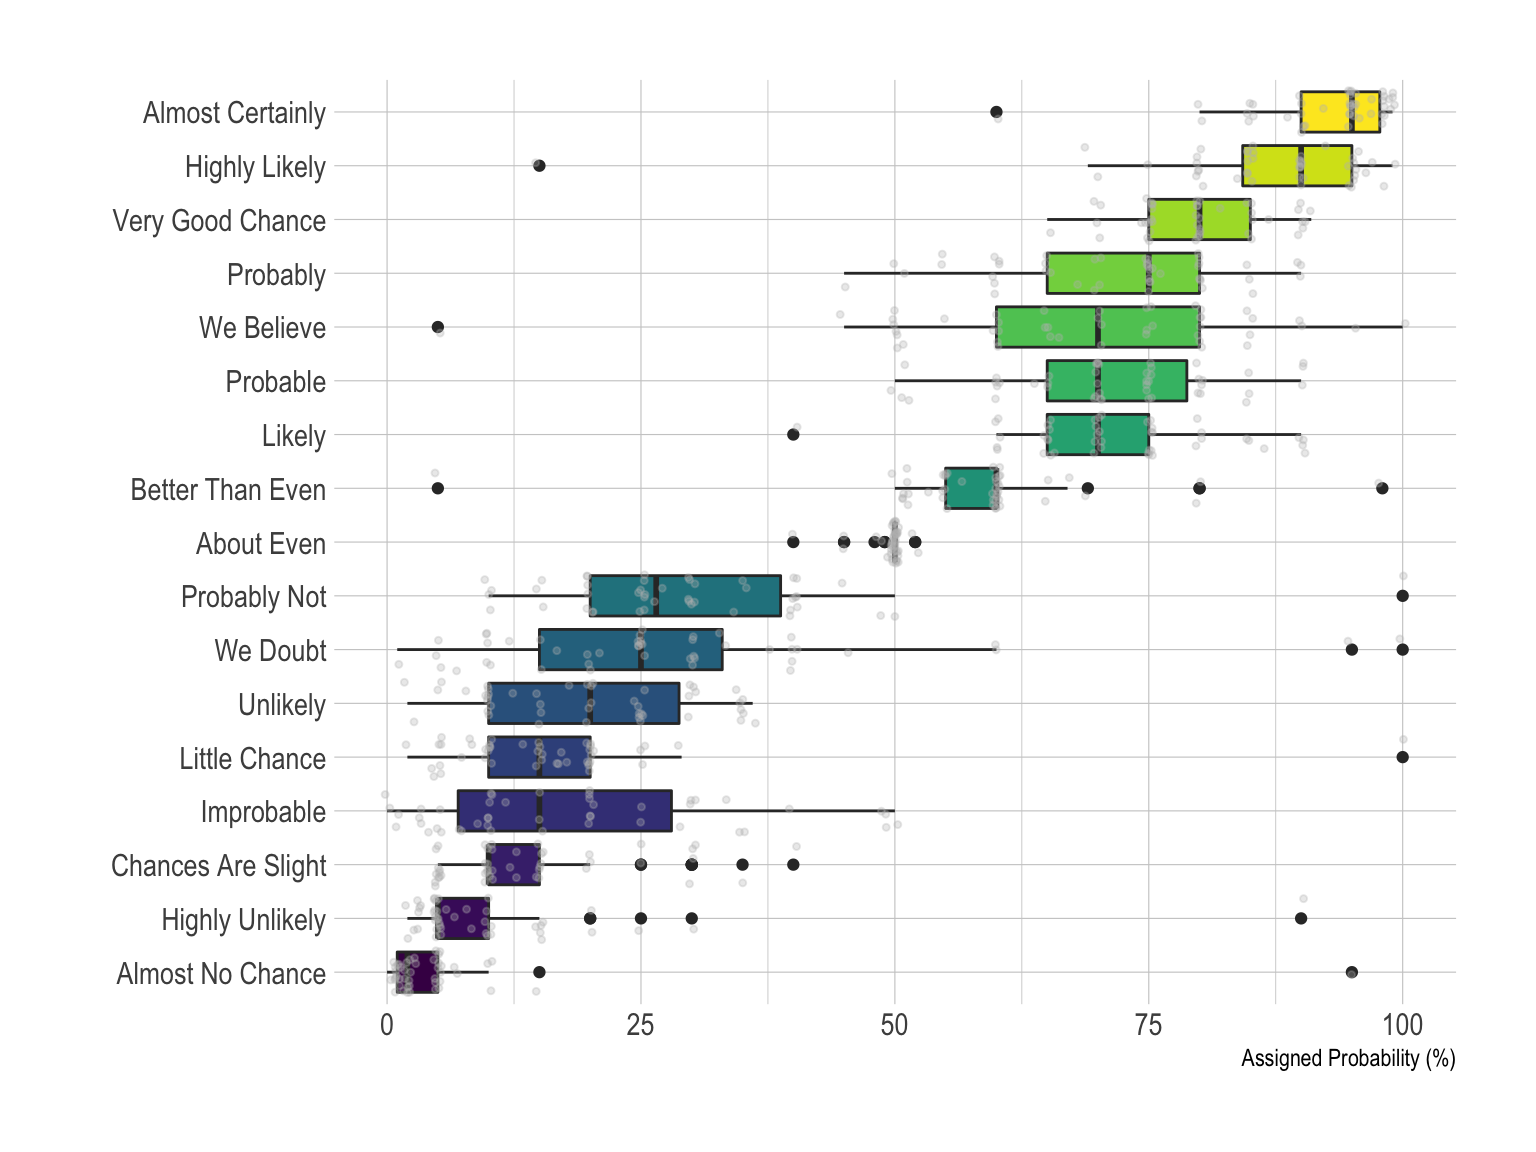 Almost Certainly
Highly Likely
Very Good Chance
Probably
We Believe
Probable
Likely
Better Than Even
About Even
Probably Not
We Doubt
Unlikely
Little Chance
Improbable
Chances Are Slight
Highly Unlikely
Almost No Chance
0 25 50 75 100
Assigned Probability (%)